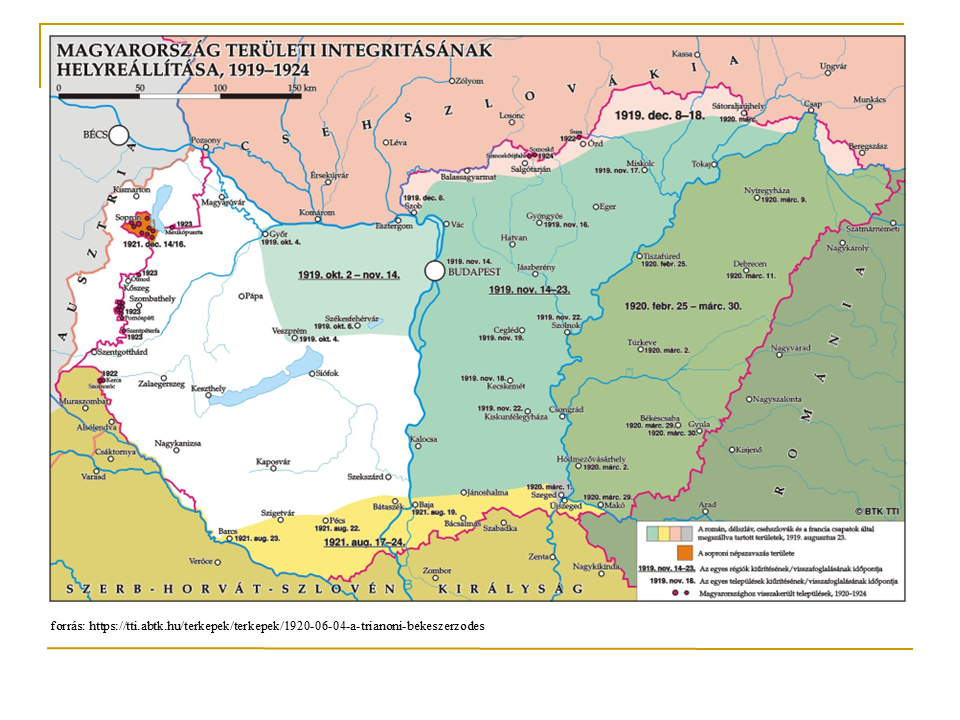 MAGYARORSZÁG TERÜLETI INTEGRITÁSÁNAK
HELYREÁLLÍTÁSA, 1919–1924
0 50 100 150 km
Kassa
Ungvár
Zólyom
CSEHSZLOVÁKIA
Munkács
Losonc
1919. dec. 8–18.
Sátoraljaújhely
1920. márc.
Csap
BÉCS
Pozsony
Léva
1922
Ózd
Somoskő
1924
Somoskőújfalu
Salgótarján
Beregszász
Miskolc
1919. nov. 17.
Tokaj
Balassagyarmat
Érsekújvár
Kismarton
Magyaróvár
1919. dec. 6.
Szob
Nyíregyháza
1920. márc. 9.
Komárom
Esztergom
Vác
Eger
Gyöngyös
1919. nov. 16.
Sopron
1923
Mexikópuszta
1921. dec. 14/16.
Győr
1919. okt. 4.
Hatvan
Szatmárnémeti
Nagykároly
AUSZTRIA
1919. nov. 14.
BUDAPEST
Jászberény
Tiszafüred
1920. febr. 25.
Debrecen
1920. márc. 11.
1923
Ólmod
Kőszeg
1919. okt. 2 – nov. 14.
1919. nov. 14–23.
Szombathely
Pápa
1920. febr. 25 – márc. 30.
1923
Pornóapáti
Székesfehérvár
1919. okt. 6.
1919. nov. 22.
Szolnok
Szentpéterfa
1923
Veszprém
1919. okt. 4.
Cegléd
1919. nov. 19.
Türkeve
1920. márc. 2.
Szentgotthárd
Nagyvárad
1922
Kerca
Szomoróc
Zalaegerszeg
Keszthely
Siófok
1919. nov. 18.
Kecskemét
Muraszombat
1919. nov. 22.
Kiskunfélegyháza
Csongrád
Nagyszalonta
ROMÁNIA
Alsólendva
Békéscsaba
1920. márc. 29.
Gyula
1920. márc. 30.
Nagykanizsa
Kalocsa
Csáktornya
Kisjenő
Kaposvár
Hódmezővásárhely
1920. márc. 2.
Varasd
Szekszárd
1920. márc. 1.
Szeged
1920. márc. 29.
Jánoshalma
Bátaszék
Baja
1921. aug. 19.
Újszeged
Makó
Arad
© BTK TTI
Szigetvár
Pécs
1921. aug. 22.
Bácsalmás
Szabadka
Barcs
1921. aug. 23.
1921. aug. 17–24.
Veróce
Zenta
Zombor
Nagykikinda
SZERB-HORVÁT-SZLOVÉN KIRÁLYSÁG
A román, délszláv, csehszlovák és a francia csapatok által
megszállva tartott területek, 1919. augusztus 23.
A soproni népszavazás területe
1919. nov. 14–23. Az egyes régiók kiürítésének/visszafoglalásának időpontja
1919. nov. 18. Az egyes települések kiürítésének/visszafoglalásának időpontja
Magyarországhoz visszakerült települések, 1920–1924
forrás: https://tti.abtk.hu/terkepek/terkepek/1920-06-04-a-trianoni-bekeszerzodes